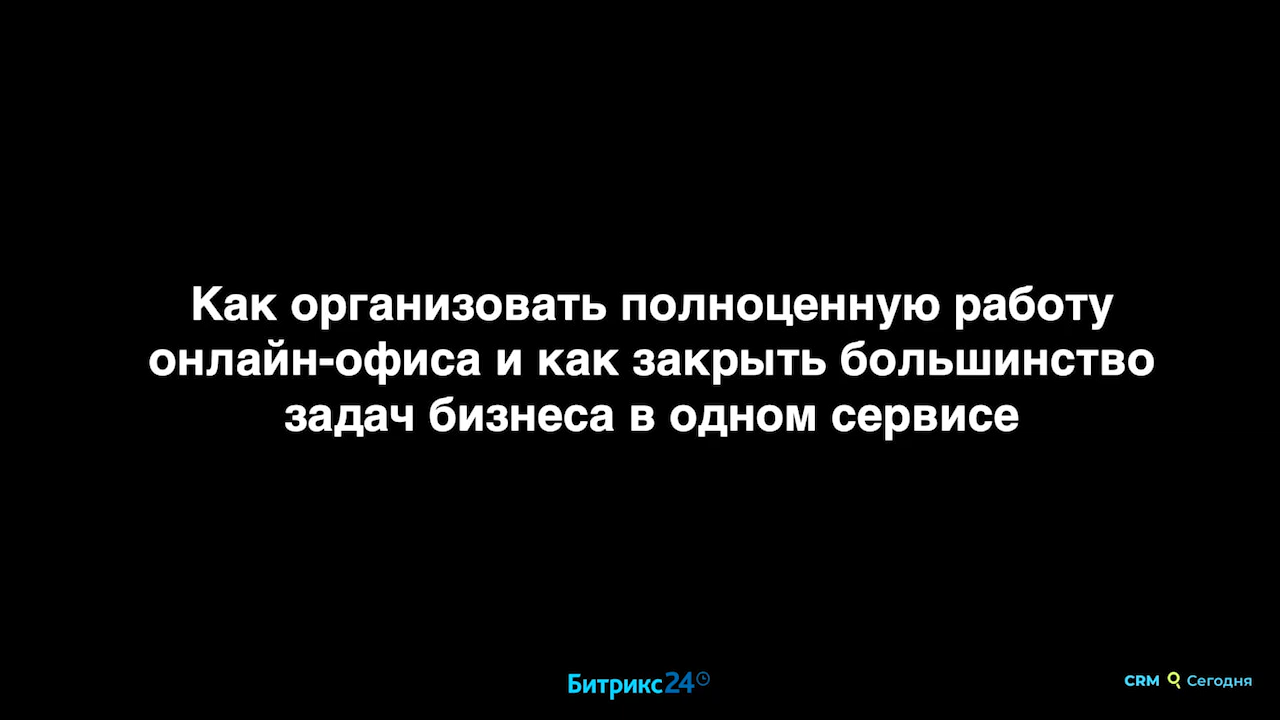 Как организовать полноценную работу
онлайн-офиса и как закрыть большинство
задач бизнеса в одном сервисе
Битрикс24
CRM Сегодня